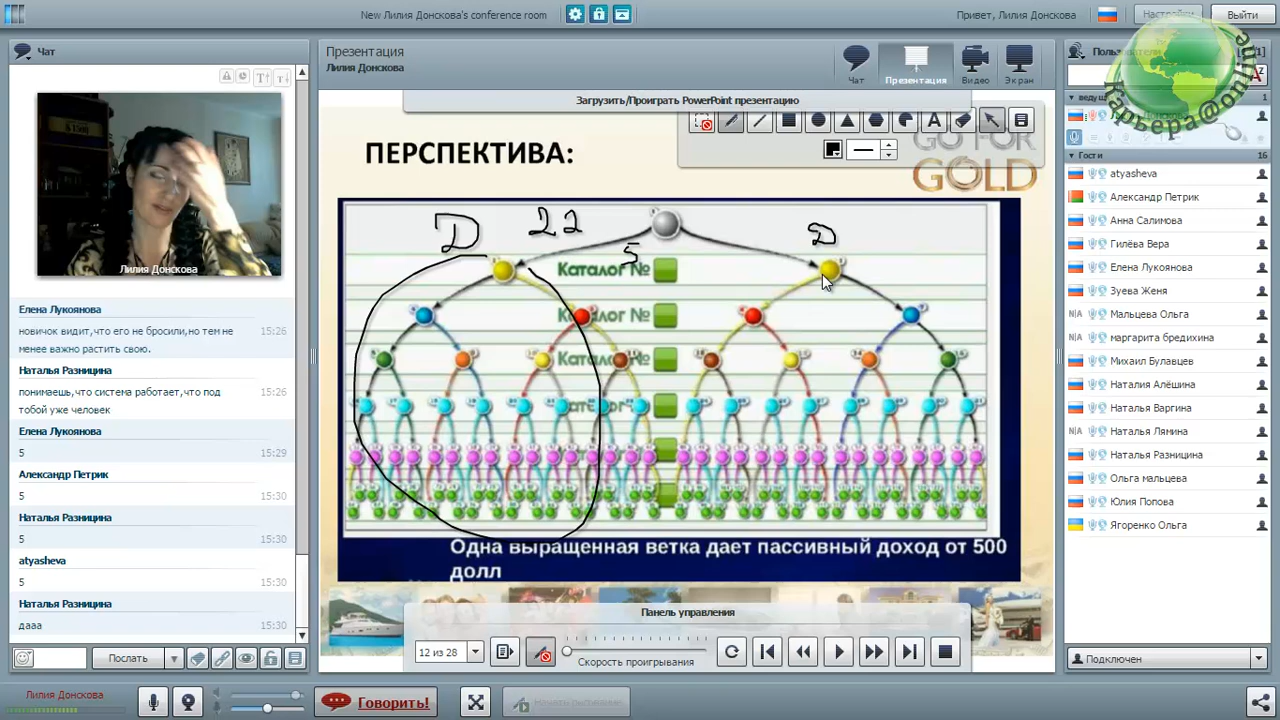 New Лилия Донскова's conference room
Привет, Лилия Донскова
Настройки
Выйти
Чат
Лилия Донскова
Елена Лукоянова
новичок видит,что его не бросили,но тем не
менее важно растить свою.
15:26
Наталья Разницина
понимаешь,что система работает,что под
тобой уже человек
15:26
Елена Лукоянова
5
15:29
Александр Петрик
5
15:30
Наталья Разницина
5
15:30
atyasheva
5
15:30
Наталья Разницина
дааа
15:30
Послать
Презентация
Лилия Донскова
Чат
Презентация
Видео
Экран
Загрузить/Проиграть PowerPoint презентацию
GO FOR
GOLD
ПЕРСПЕКТИВА:
D
22
5
D
Каталог №
Каталог №
Каталог №
Одна выращенная ветка дает пассивный доход от 500
долл
Панель управления
12 из 28
Скорость проигрывания
карьера@online
Гости
16
atyasheva
Александр Петрик
Анна Салимова
Гилёва Вера
Елена Лукоянова
Зуева Женя
N/A Мальцева Ольга
маргарита бредихина
Михаил Булавцев
Наталия Алёшина
Наталья Варгина
N/A Наталья Лямина
Наталья Разницина
Ольга мальцева
Юлия Попова
Ягоренко Ольга
Подключен
Лилия Донскова
Говорить!